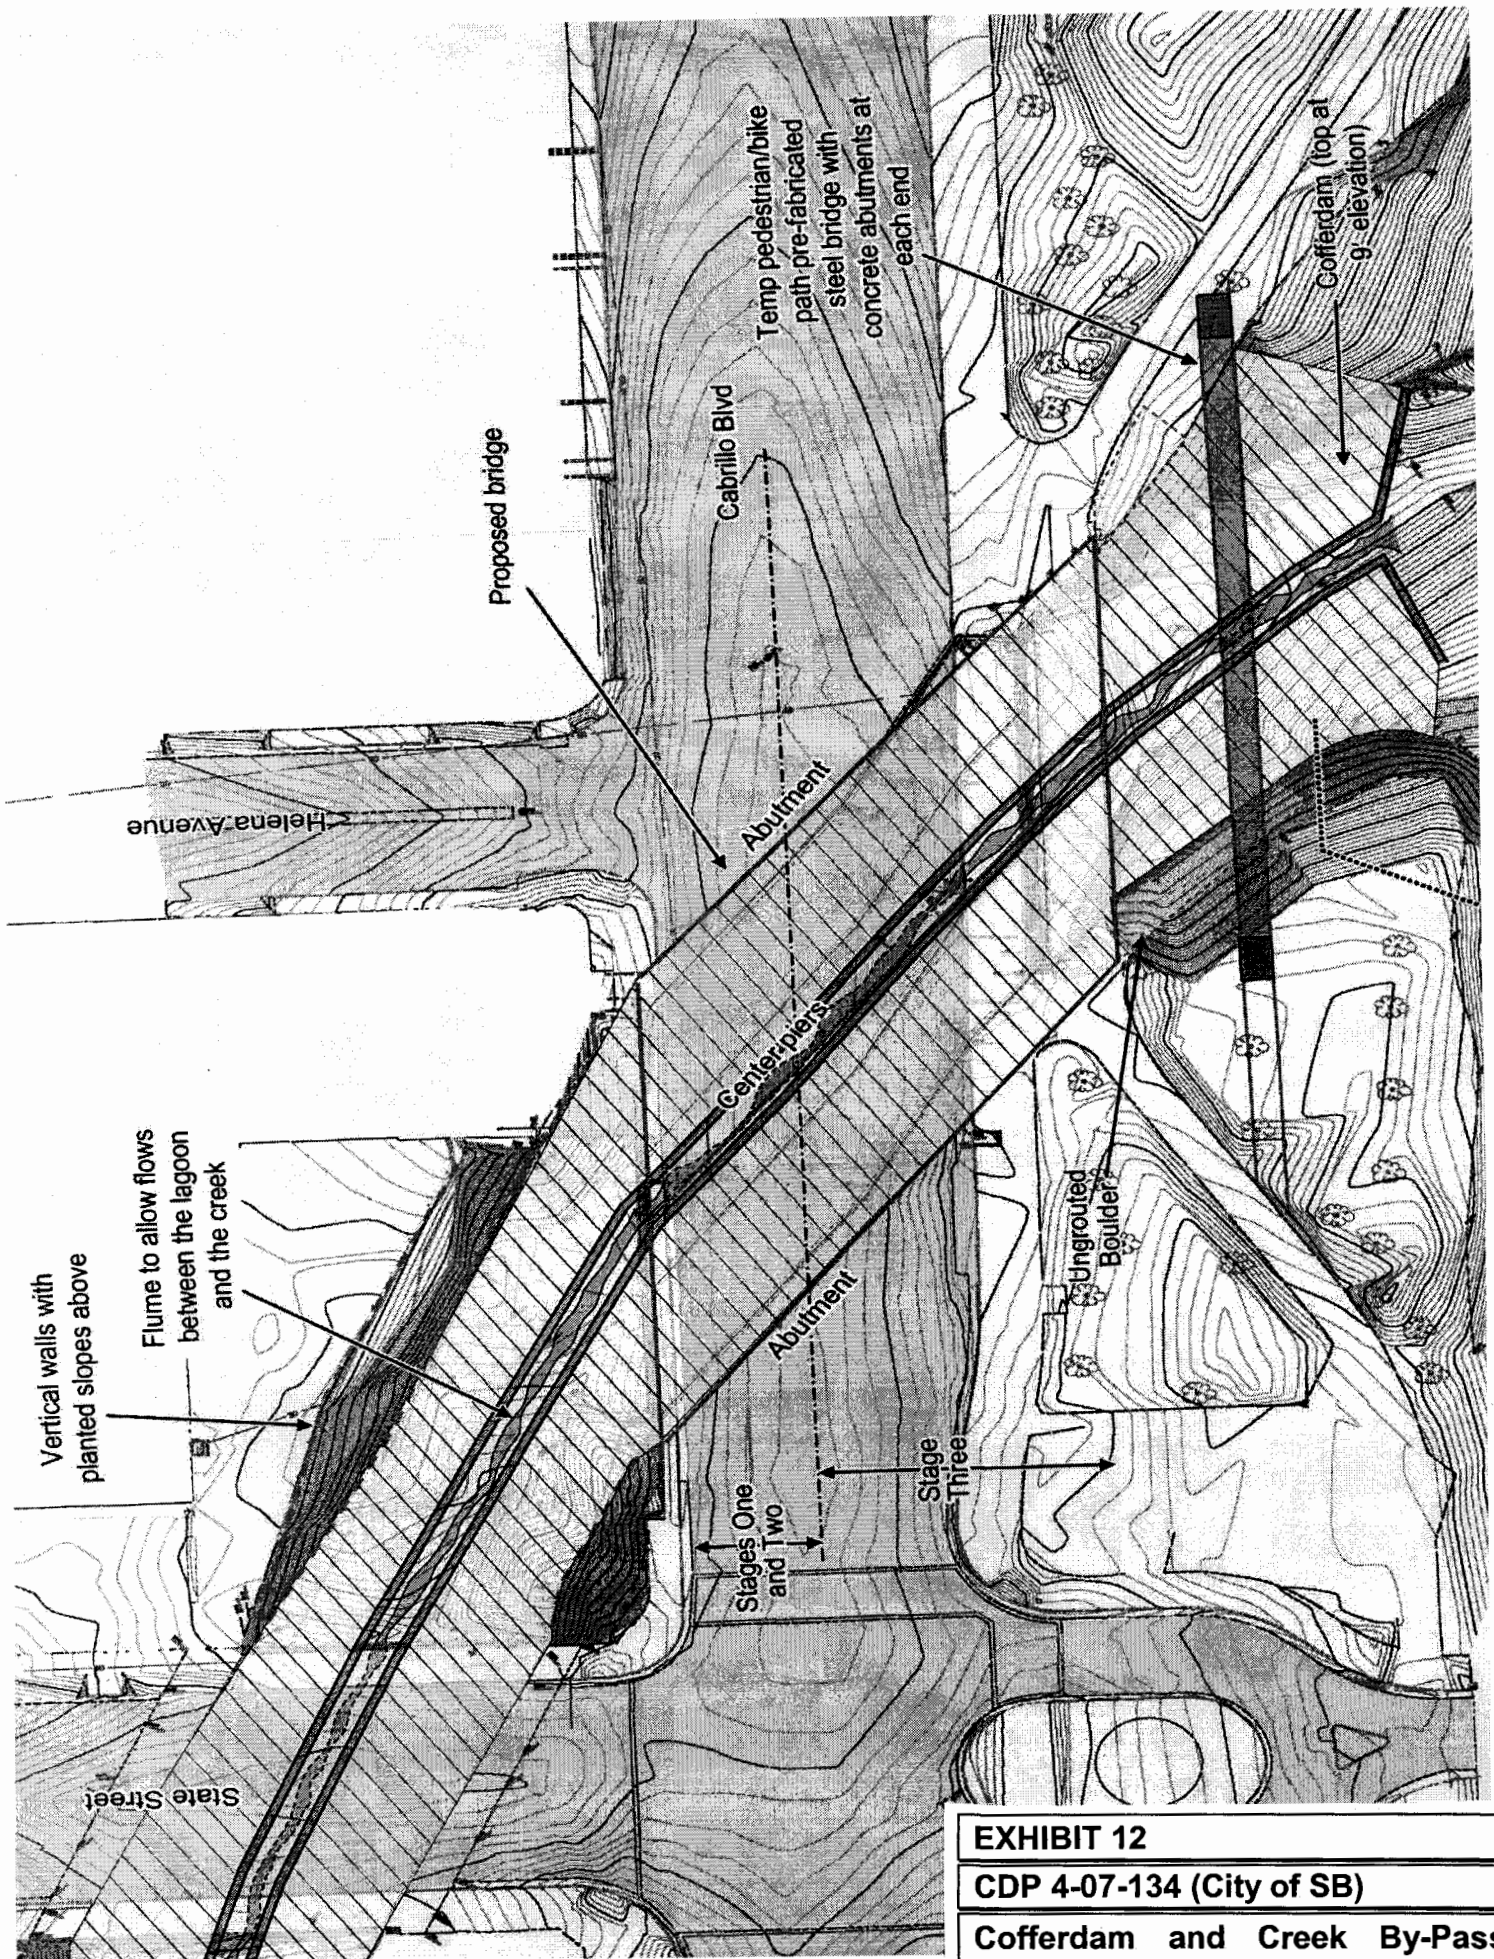 Vertical walls with
planted slopes above
Flume to allow flows
between the lagoon
and the creek
Proposed bridge
Temp pedestrian/bike
path pre-fabricated
steel bridge with
concrete abutments at
each end
Cofferdam (top at
9' elevation)
Helena Avenue
Cabrillo Blvd
Abutment
Center piers
Abutment
Ungrouted
Boulder
Stages One
and Two
Stage
Three
State Street
EXHIBIT 12
CDP 4-07-134 (City of SB)
Cofferdam and Creek By-Pass